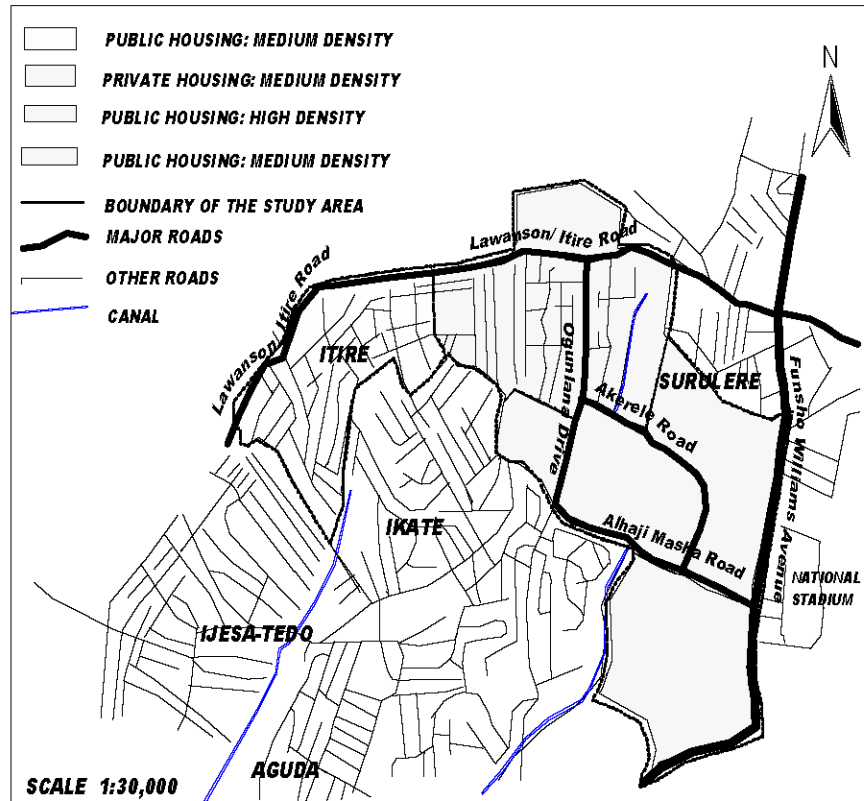 PUBLIC HOUSING: MEDIUM DENSITY
PRIVATE HOUSING: MEDIUM DENSITY
PUBLIC HOUSING: HIGH DENSITY
PUBLIC HOUSING: MEDIUM DENSITY
BOUNDARY OF THE STUDY AREA
MAJOR ROADS
OTHER ROADS
CANAL
N
Lawanson/ Itire Road
Lawanson/ Itire Road
ITIRE
Ogunlana Drive
SURULERE
Akerele Road
Funsho Williams Avenue
IKATE
Alhaji Masha Road
NATIONAL
STADIUM
IJESA-TEDO
AGUDA
SCALE 1:30,000